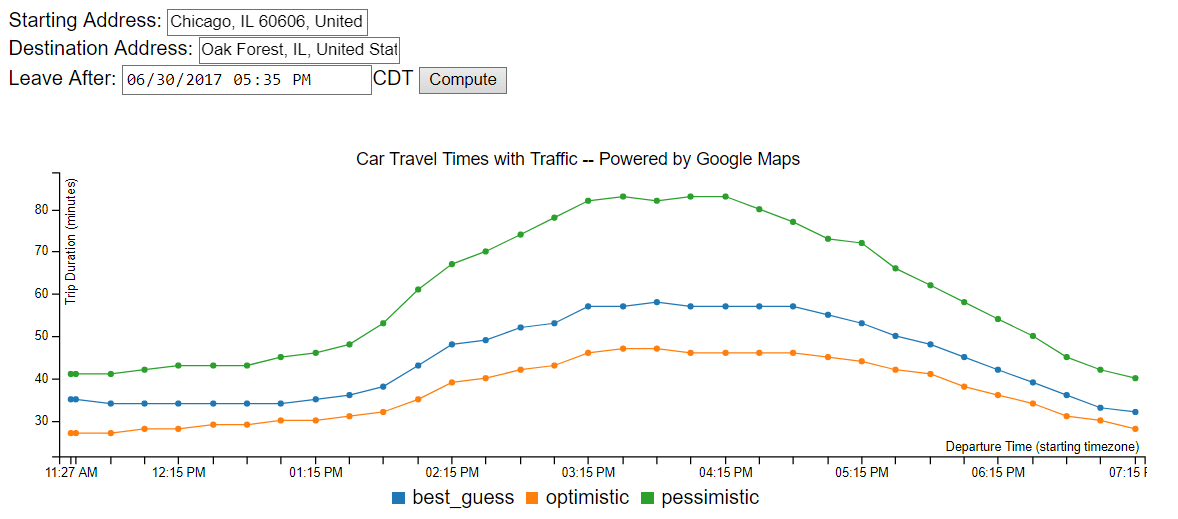 Starting Address: Chicago, IL 60606, United
Destination Address: Oak Forest, IL, United Stat
Leave After: 06/30/2017 05:35 PM CDT Compute
Car Travel Times with Traffic -- Powered by Google Maps
Trip Duration (minutes)
80
70
60
50
40
30
Departure Time (starting timezone)
11:27 AM 12:15 PM 01:15 PM 02:15 PM 03:15 PM 04:15 PM 05:15 PM 06:15 PM 07:15 P
best_guess optimistic pessimistic